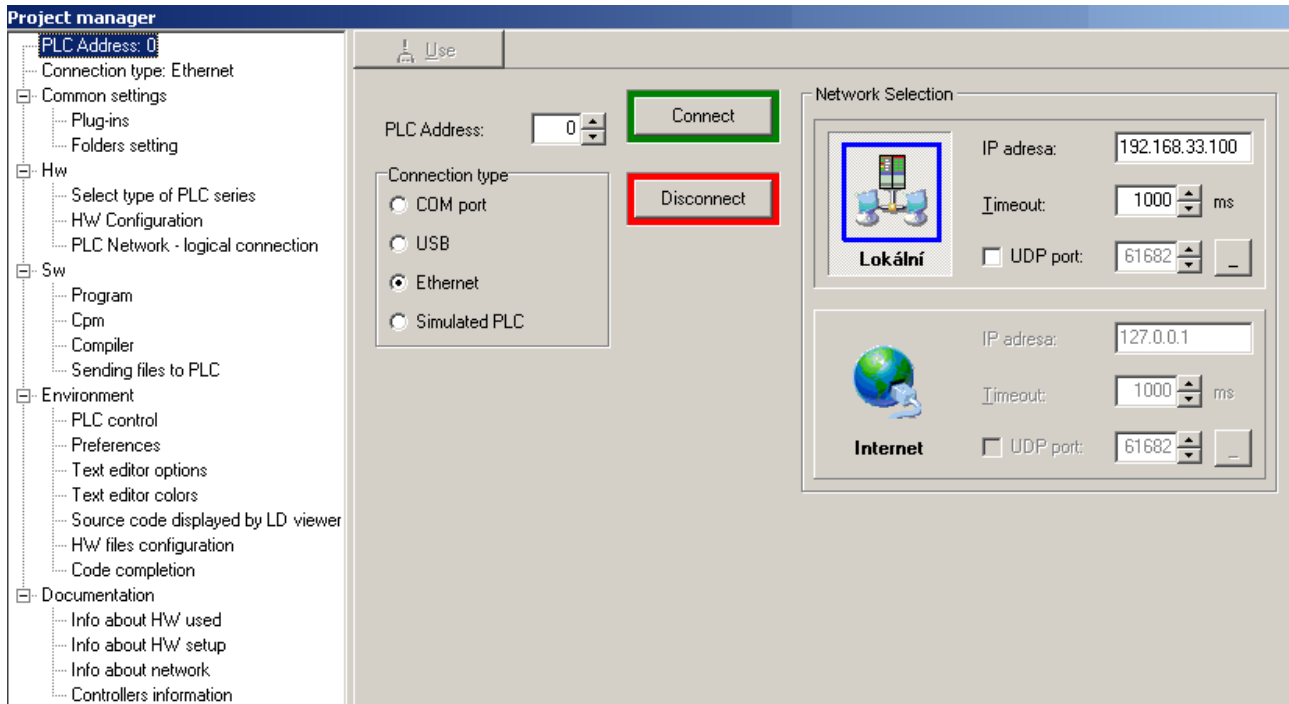 Project manager
PLC Address: 0
Connection type: Ethernet
Common settings
Plug-ins
Folders setting
Hw
Select type of PLC series
HW Configuration
PLC Network - logical connection
Sw
Program
Cpm
Compiler
Sending files to PLC
Environment
PLC control
Preferences
Text editor options
Text editor colors
Source code displayed by LD viewer
HW files configuration
Code completion
Documentation
Info about HW used
Info about HW setup
Info about network
Controllers information
Use
PLC Address: 0
Connect
Disconnect
Connection type
COM port
USB
Ethernet
Simulated PLC
Network Selection
Lokální
IP adresa: 192.168.33.100
Timeout: 1000 ms
UDP port: 61682 _
Internet
IP adresa: 127.0.0.1
Timeout: 1000 ms
UDP port: 61682 _